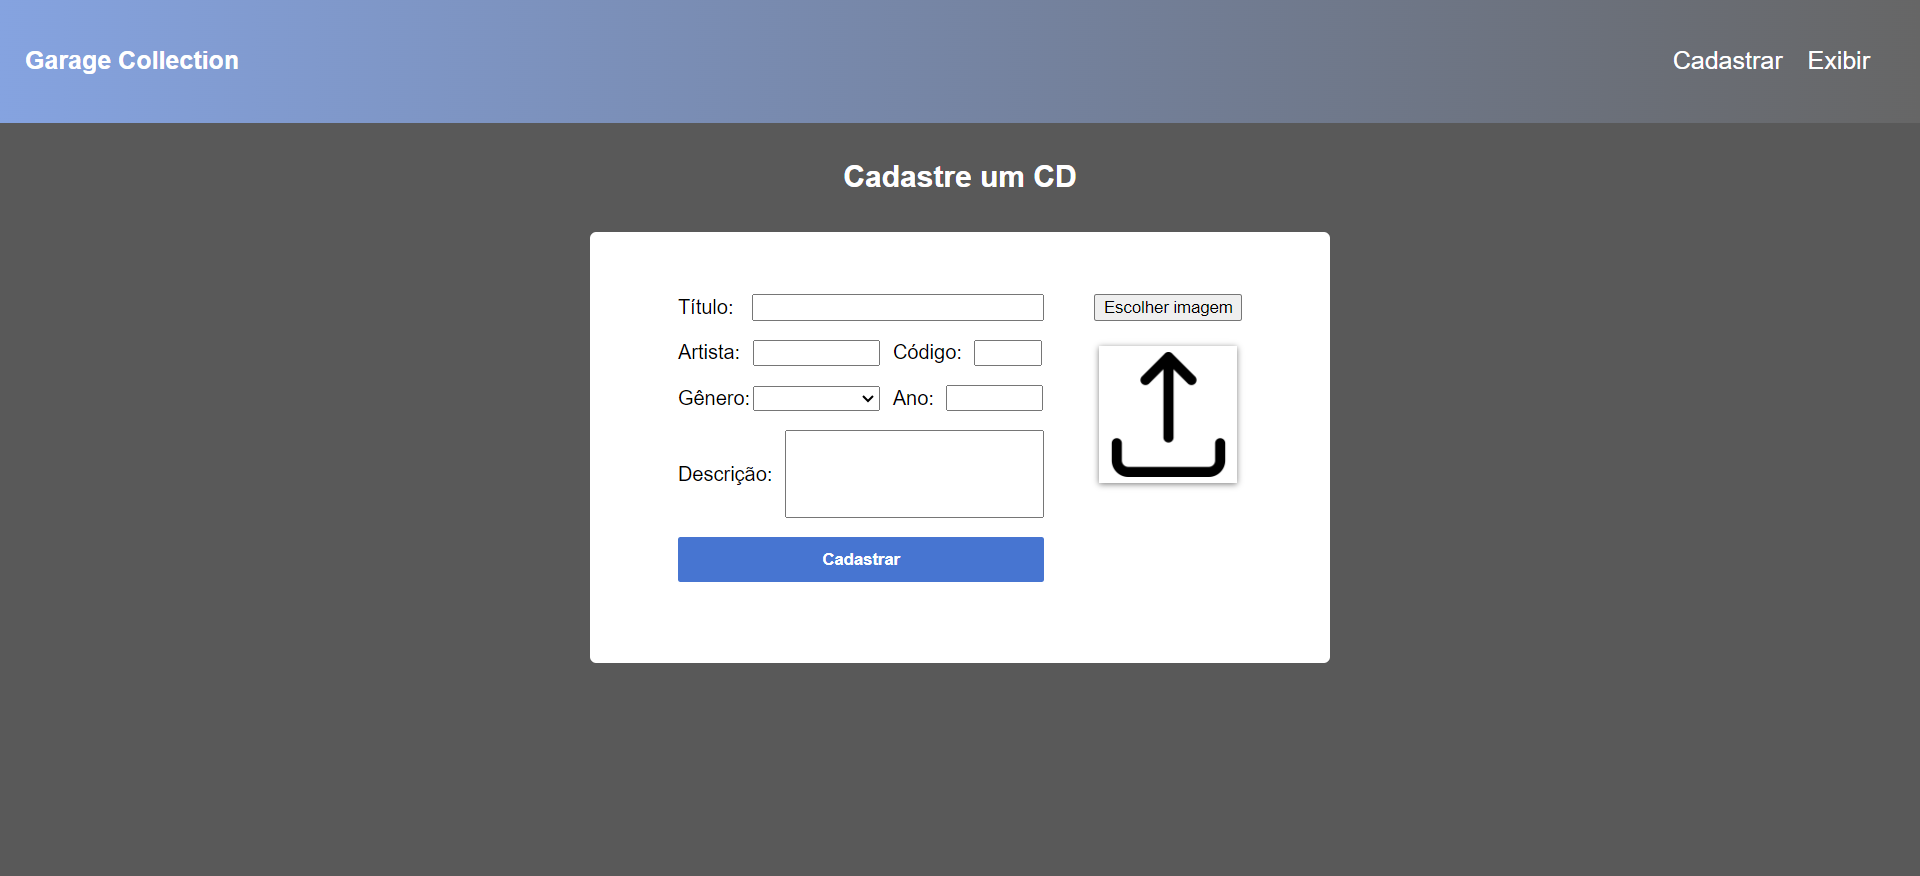 Garage Collection
Cadastrar Exibir
Cadastre um CD
Título:
Escolher imagem
Artista:
Código:
Gênero:
Ano:
Descrição:
Cadastrar